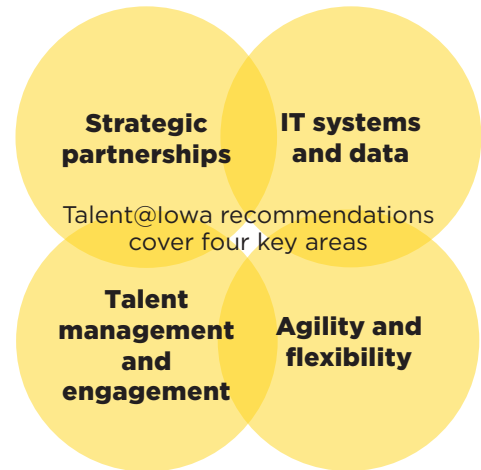 Strategic
partnerships
IT systems
and data
Talent@Iowa recommendations
cover four key areas
Talent
management
and
engagement
Agility and
flexibility